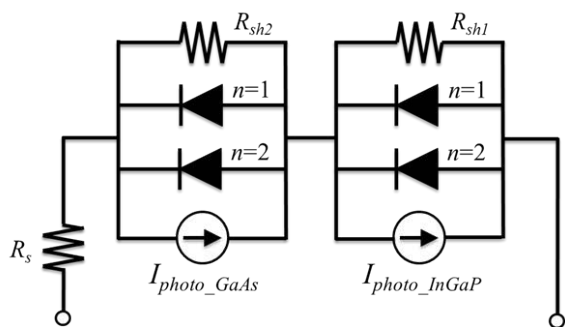 R_sh2
R_sh1
n=1
n=1
n=2
n=2
R_s
I_photo_GaAs
I_photo_InGaP